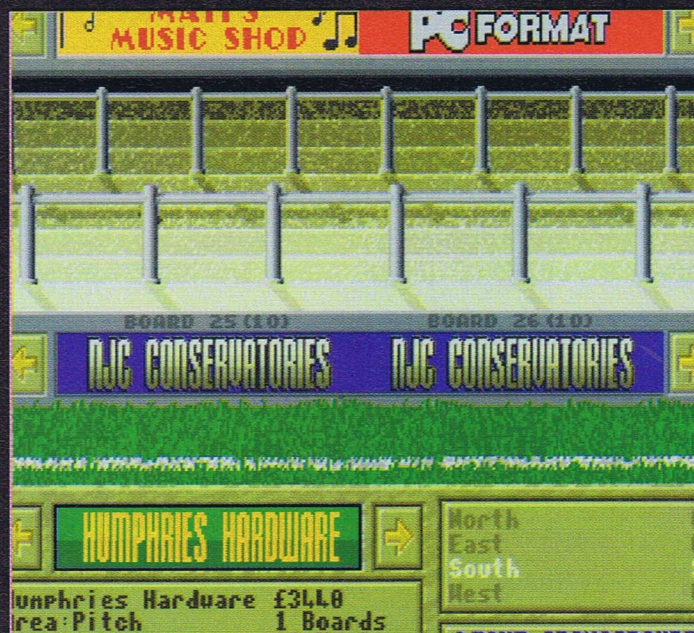 MATT'S
MUSIC SHOP
PC FORMAT
BOARD 25(10)
BOARD 26(10)
NJC CONSERVATORIES
NJC CONSERVATORIES
HUMPHRIES HARDWARE
North
East
South
West
umphries Hardware £3440
rea:Pitch 1 Boards